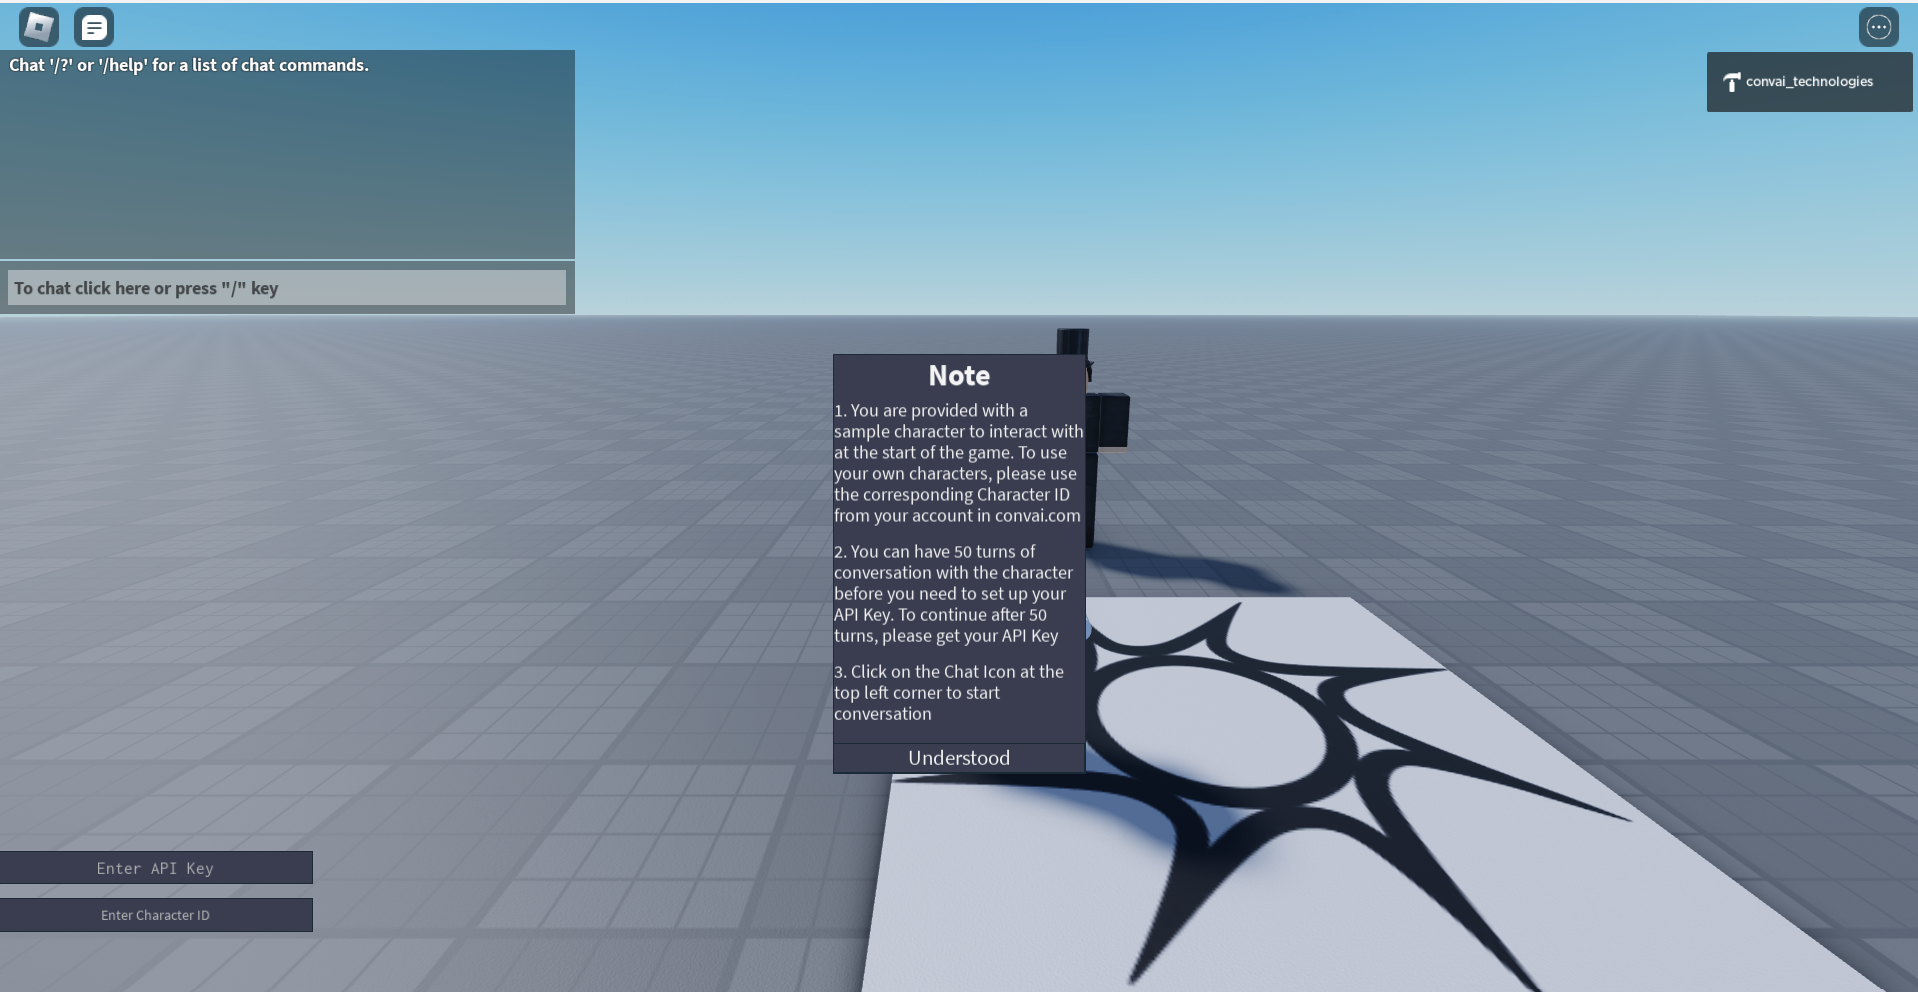 Chat '/?' or '/help' for a list of chat commands.
convai_technologies
To chat click here or press "/" key
Note
1. You are provided with a
sample character to interact with
at the start of the game. To use
your own characters, please use
the corresponding Character ID
from your account in convai.com
2. You can have 50 turns of
conversation with the character
before you need to set up your
API Key. To continue after 50
turns, please get your API Key
3. Click on the Chat Icon at the
top left corner to start
conversation
Understood
Enter API Key
Enter Character ID